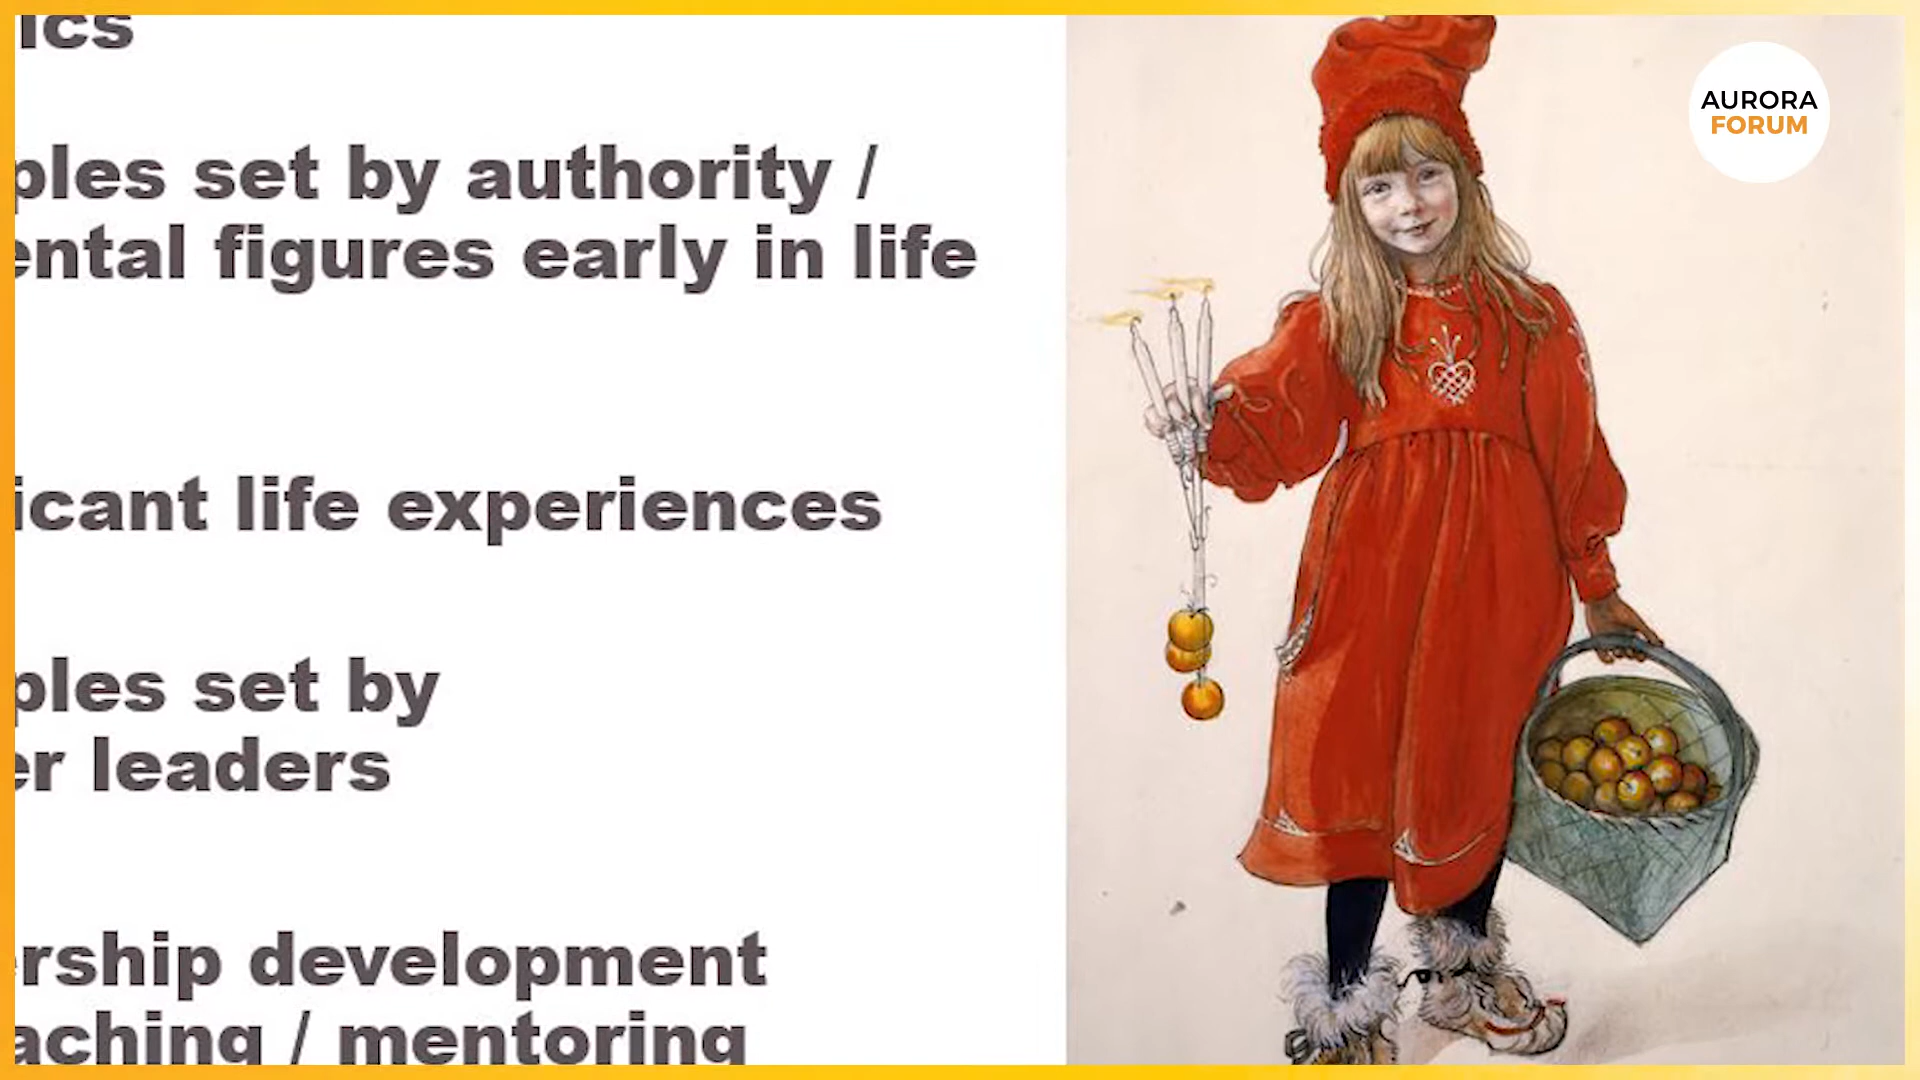 ics
ples set by authority /
ental figures early in life
icant life experiences
ples set by
er leaders
rship development
aching / mentoring
AURORA
FORUM